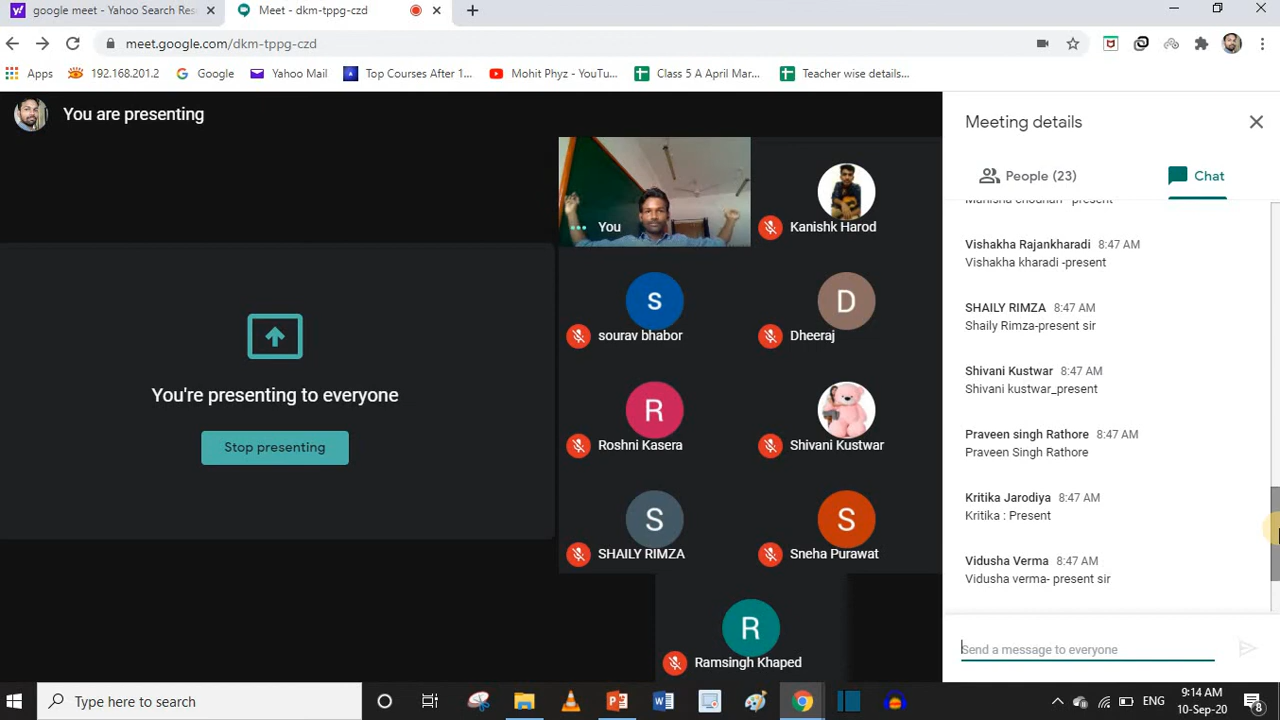 google meet - Yahoo Search Res
Meet - dkm-tppg-czd
meet.google.com/dkm-tppg-czd
Apps
192.168.201.2
Google
Yahoo Mail
Top Courses After 1...
Mohit Phyz - YouTu...
Class 5 A April Mar...
Teacher wise details...
You are presenting
You're presenting to everyone
Stop presenting
You
Kanishk Harod
s
sourav bhabor
D
Dheeraj
R
Roshni Kasera
Shivani Kustwar
S
SHAILY RIMZA
S
Sneha Purawat
R
Ramsingh Khaped
Meeting details
People (23)
Chat
Vishakha Rajankharadi 8:47 AM
Vishakha kharadi -present
SHAILY RIMZA 8:47 AM
Shaily Rimza-present sir
Shivani Kustwar 8:47 AM
Shivani kustwar_present
Praveen singh Rathore 8:47 AM
Praveen Singh Rathore
Kritika Jarodiya 8:47 AM
Kritika : Present
Vidusha Verma 8:47 AM
Vidusha verma- present sir
Send a message to everyone
Type here to search
ENG
9:14 AM
10-Sep-20
8